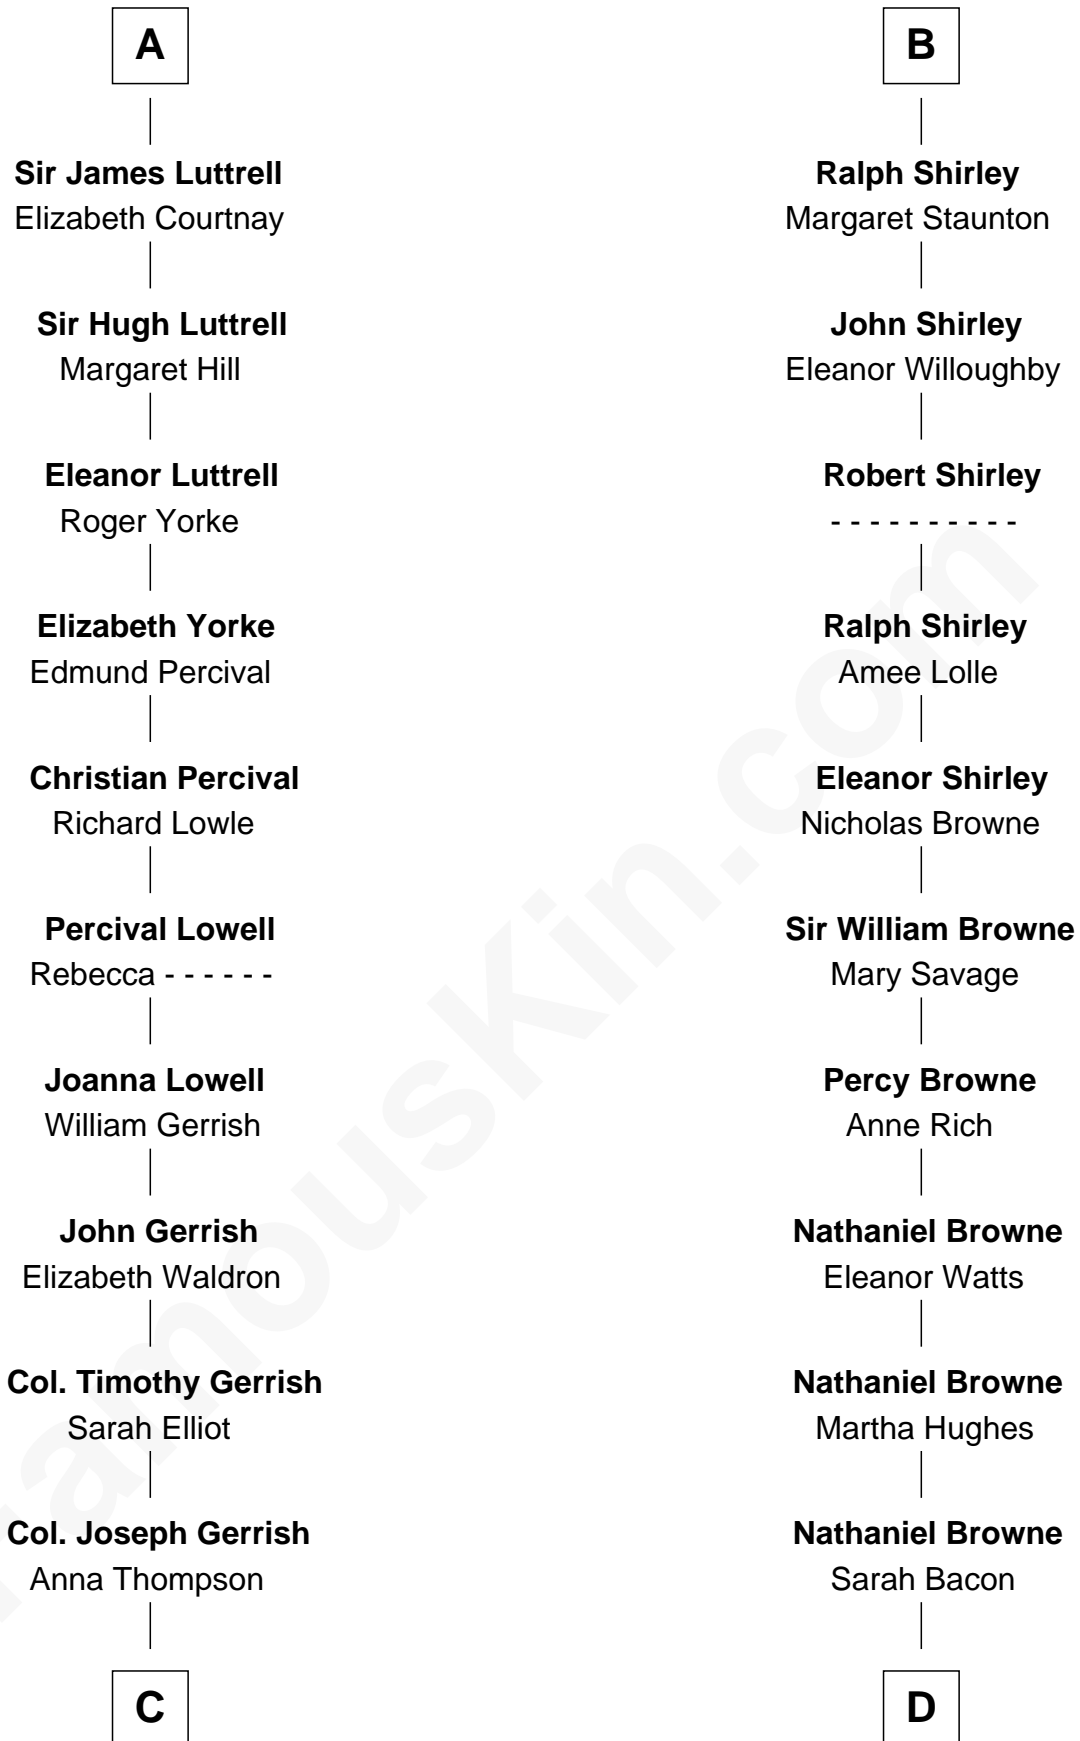 A
Sir James Luttrell
Elizabeth Courtnay
Sir Hugh Luttrell
Margaret Hill
Eleanor Luttrell
Roger Yorke
Elizabeth Yorke
Edmund Percival
Christian Percival
Richard Lowle
Percival Lowell
Rebecca - - - - - -
Joanna Lowell
William Gerrish
John Gerrish
Elizabeth Waldron
Col. Timothy Gerrish
Sarah Elliot
Col. Joseph Gerrish
Anna Thompson
C
B
Ralph Shirley
Margaret Staunton
John Shirley
Eleanor Willoughby
Robert Shirley
- - - - - - - - - -
Ralph Shirley
Amee Lolle
Eleanor Shirley
Nicholas Browne
Sir William Browne
Mary Savage
Percy Browne
Anne Rich
Nathaniel Browne
Eleanor Watts
Nathaniel Browne
Martha Hughes
Nathaniel Browne
Sarah Bacon
D
FamousKin.com